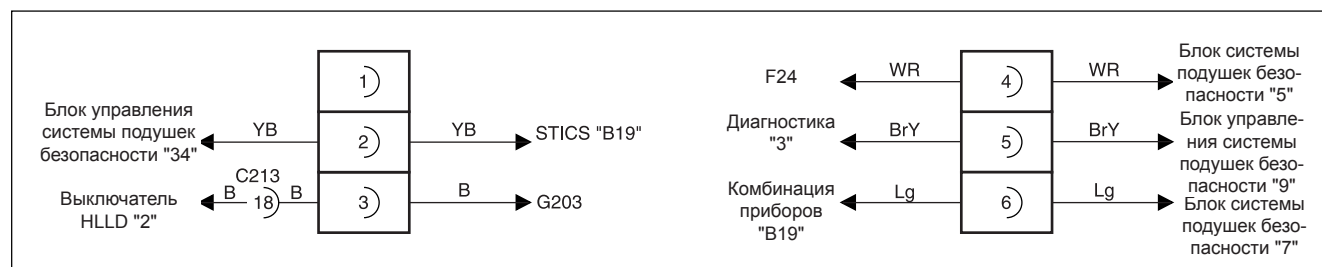 1
Блок управления
системы подушек
безопасности "34"
YB
2
YB
STICS "B19"
C213
Выключатель
HLLD "2"
B
18
B
3
B
G203
F24
WR
4
WR
Блок системы
подушек безо-
пасности "5"
Диагностика
"3"
BrY
5
BrY
Блок управле-
ния системы
подушек безо-
пасности "9"
Комбинация
приборов
"B19"
Lg
6
Lg
Блок системы
подушек безо-
пасности "7"